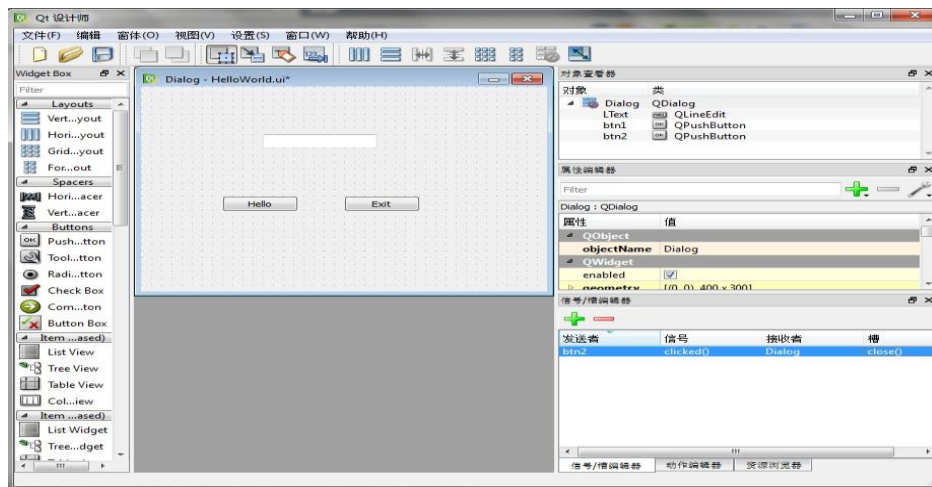 Qt 设计师
文件(F) 编辑 窗体(O) 视图(V) 设置(S) 窗口(W) 帮助(H)
Widget Box
Filter
Layouts
Vert...yout
Hori...yout
Grid...yout
For...out
Spacers
Hori...acer
Vert...acer
Buttons
Push...tton
Tool...tton
Radi...tton
Check Box
Com...ton
Button Box
Item ...ased)
List View
Tree View
Table View
Col...iew
Item ...ased)
List Widget
Tree...dget
Dialog - HelloWorld.ui*
Hello Exit
对象查看器
对象 类
Dialog QDialog
LText QLineEdit
btn1 QPushButton
btn2 QPushButton
属性编辑器
Filter
Dialog : QDialog
属性 值
QObject
objectName Dialog
QWidget
enabled
geometry [(0, 0), 400 x 300]
信号/槽编辑器
发送者 信号 接收者 槽
btn2 clicked() Dialog close()
信号/槽编辑器 动作编辑器 资源浏览器